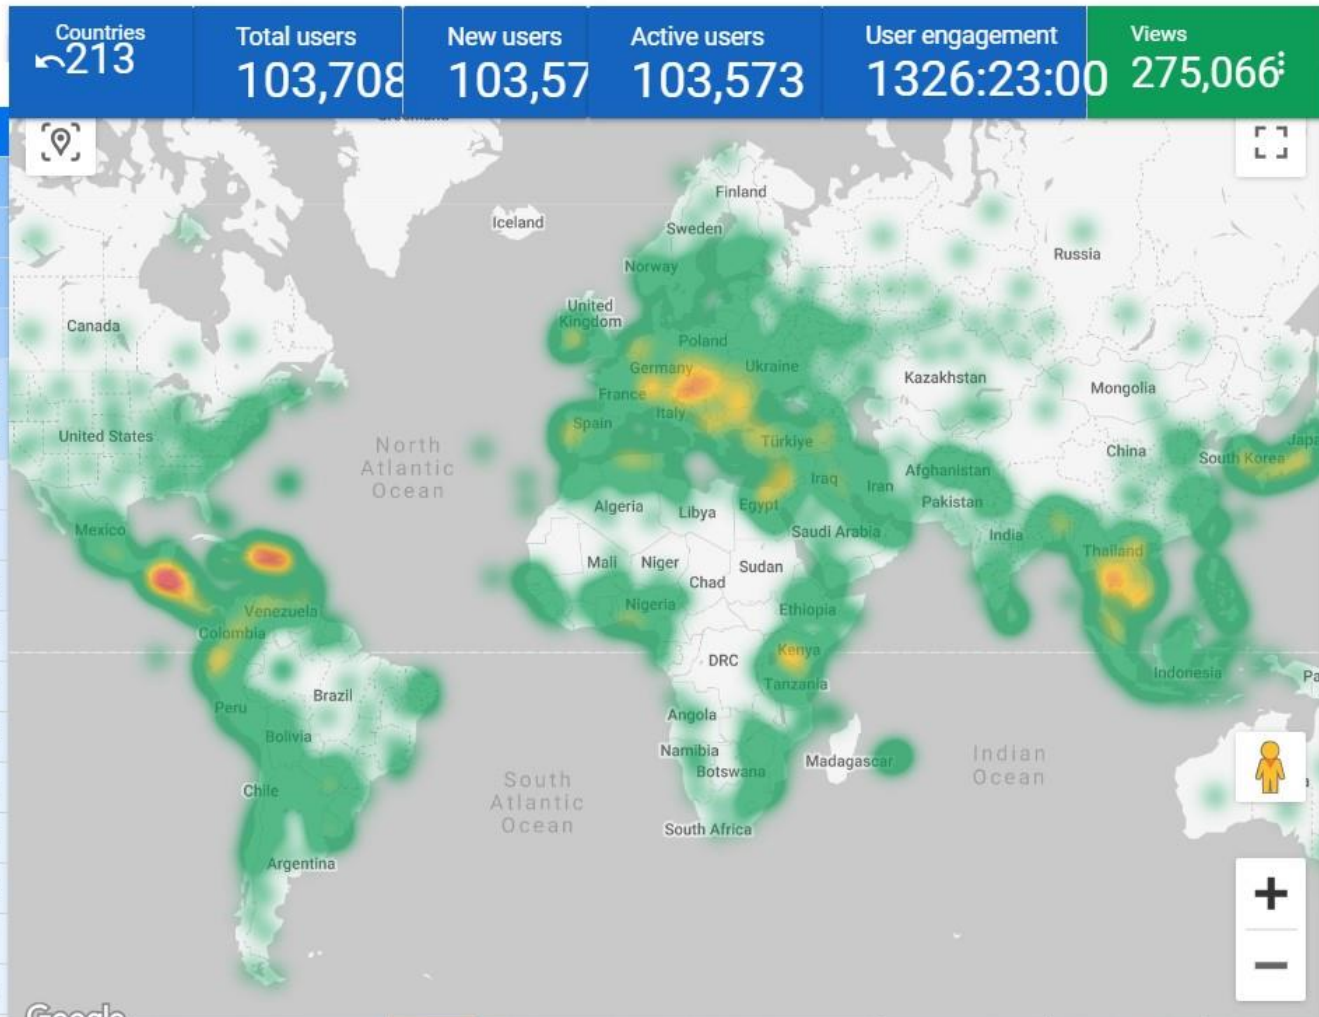 Countries
213
Total users
103,708
New users
103,57
Active users
103,573
User engagement
1326:23:00
Views
275,066
Greenland
Finland
Iceland
Sweden
Russia
Norway
United
Kingdom
Canada
Poland
Germany
Ukraine
Kazakhstan
Mongolia
France
Italy
Spain
United States
North
Atlantic
Ocean
Türkiye
China
South Korea
Japa
Afghanistan
Iraq
Iran
Pakistan
Algeria
Libya
Egypt
Mexico
Saudi Arabia
India
Thailand
Mali
Niger
Sudan
Chad
Venezuela
Nigeria
Ethiopia
Colombia
Kenya
DRC
Indonesia
Pa
Tanzania
Brazil
Peru
Angola
Bolivia
Namibia
Botswana
Madagascar
Indian
Ocean
Chile
South
Atlantic
Ocean
South Africa
Argentina
Google